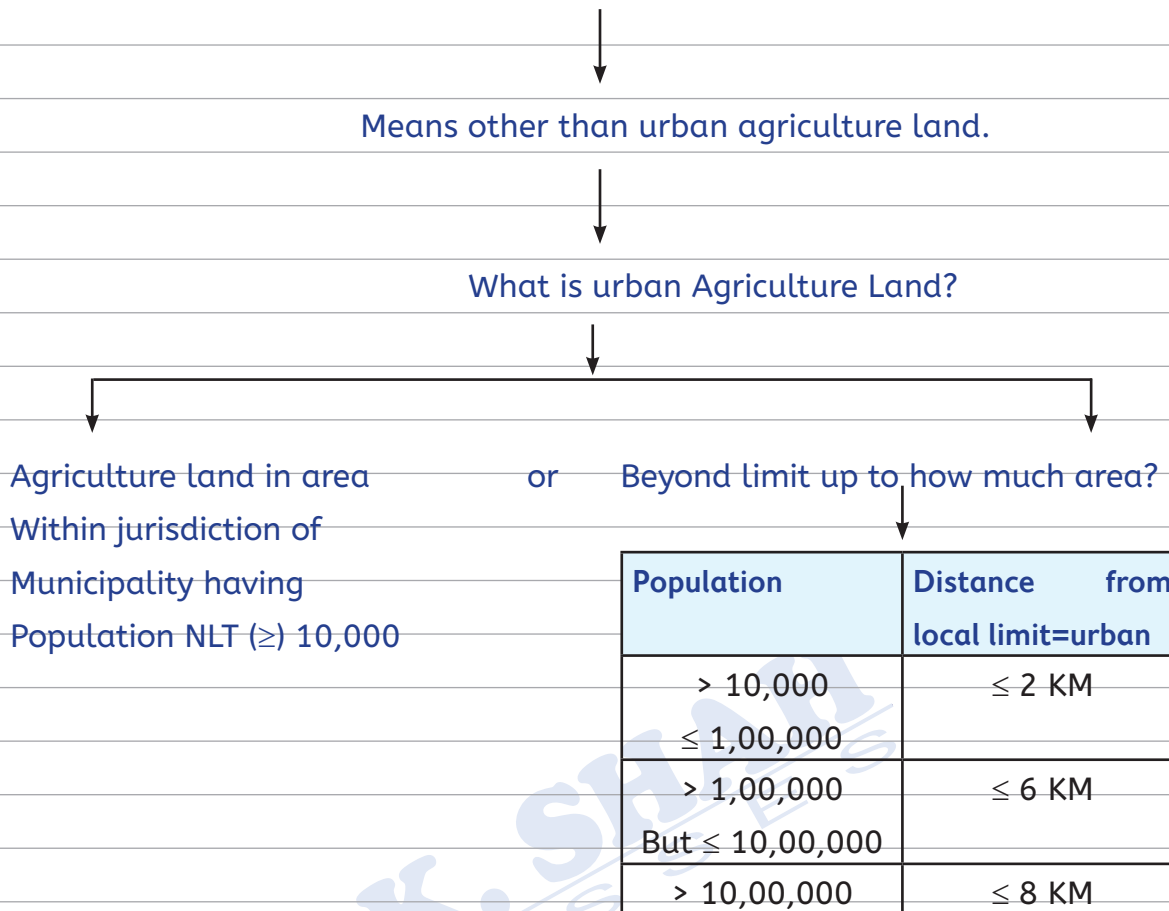 Means other than urban agriculture land.
What is urban Agriculture Land?
Agriculture land in area
Within jurisdiction of
Municipality having
Population NLT (≥) 10,000
or
Beyond limit up to how much area?
Population
Distance from
local limit=urban
> 10,000
≤ 1,00,000
≤ 2 KM
> 1,00,000
But ≤ 10,00,000
≤ 6 KM
> 10,00,000
≤ 8 KM
K. SHAH